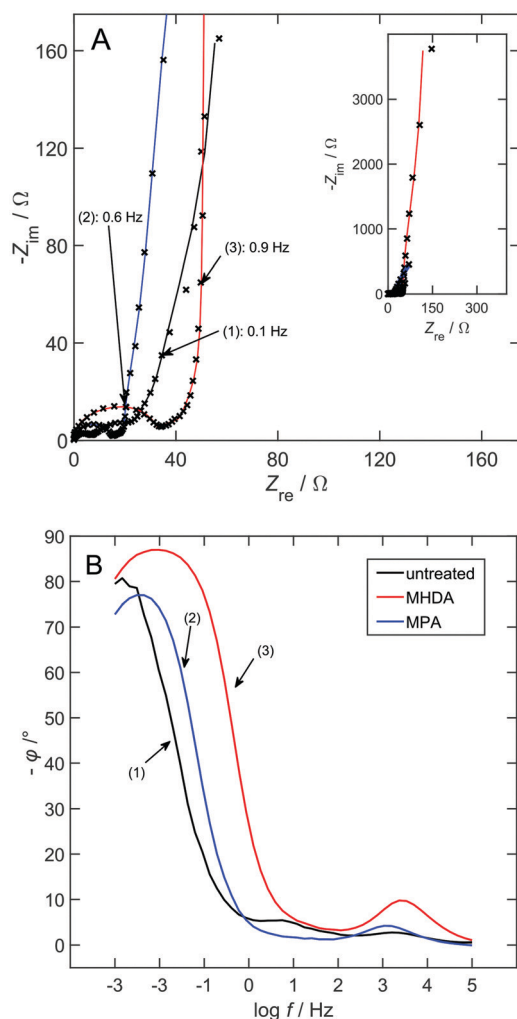 A
160
120
80
40
0
-Z_im / Ω
0 40 80 120 160
Z_re / Ω
(2): 0.6 Hz
(3): 0.9 Hz
(1): 0.1 Hz
3000
2000
1000
0
-Z_im / Ω
0 150 300
Z_re / Ω
B
90
80
70
60
50
40
30
20
10
0
- φ /°
untreated
MHDA
MPA
(2)
(3)
(1)
-3 -3 -1 -1 0 1 2 3 4 5
log f / Hz